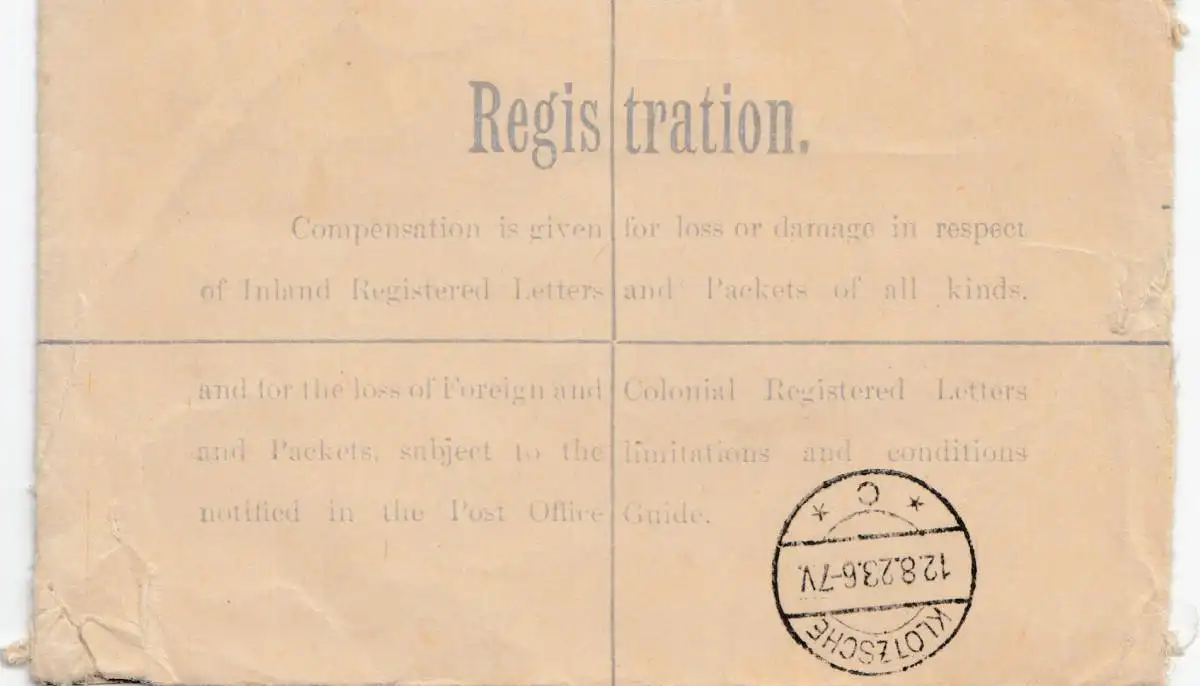 Registration.
Compensation is given for loss or damage in respect
of Inland Registered Letters and Packets of all kinds,
and for the loss of Foreign and Colonial Registered Letters
and Packets, subject to the limitations and conditions
notified in the Post Office Guide.
KLOTZSCHE
12.8.23.6-7V.
* C *